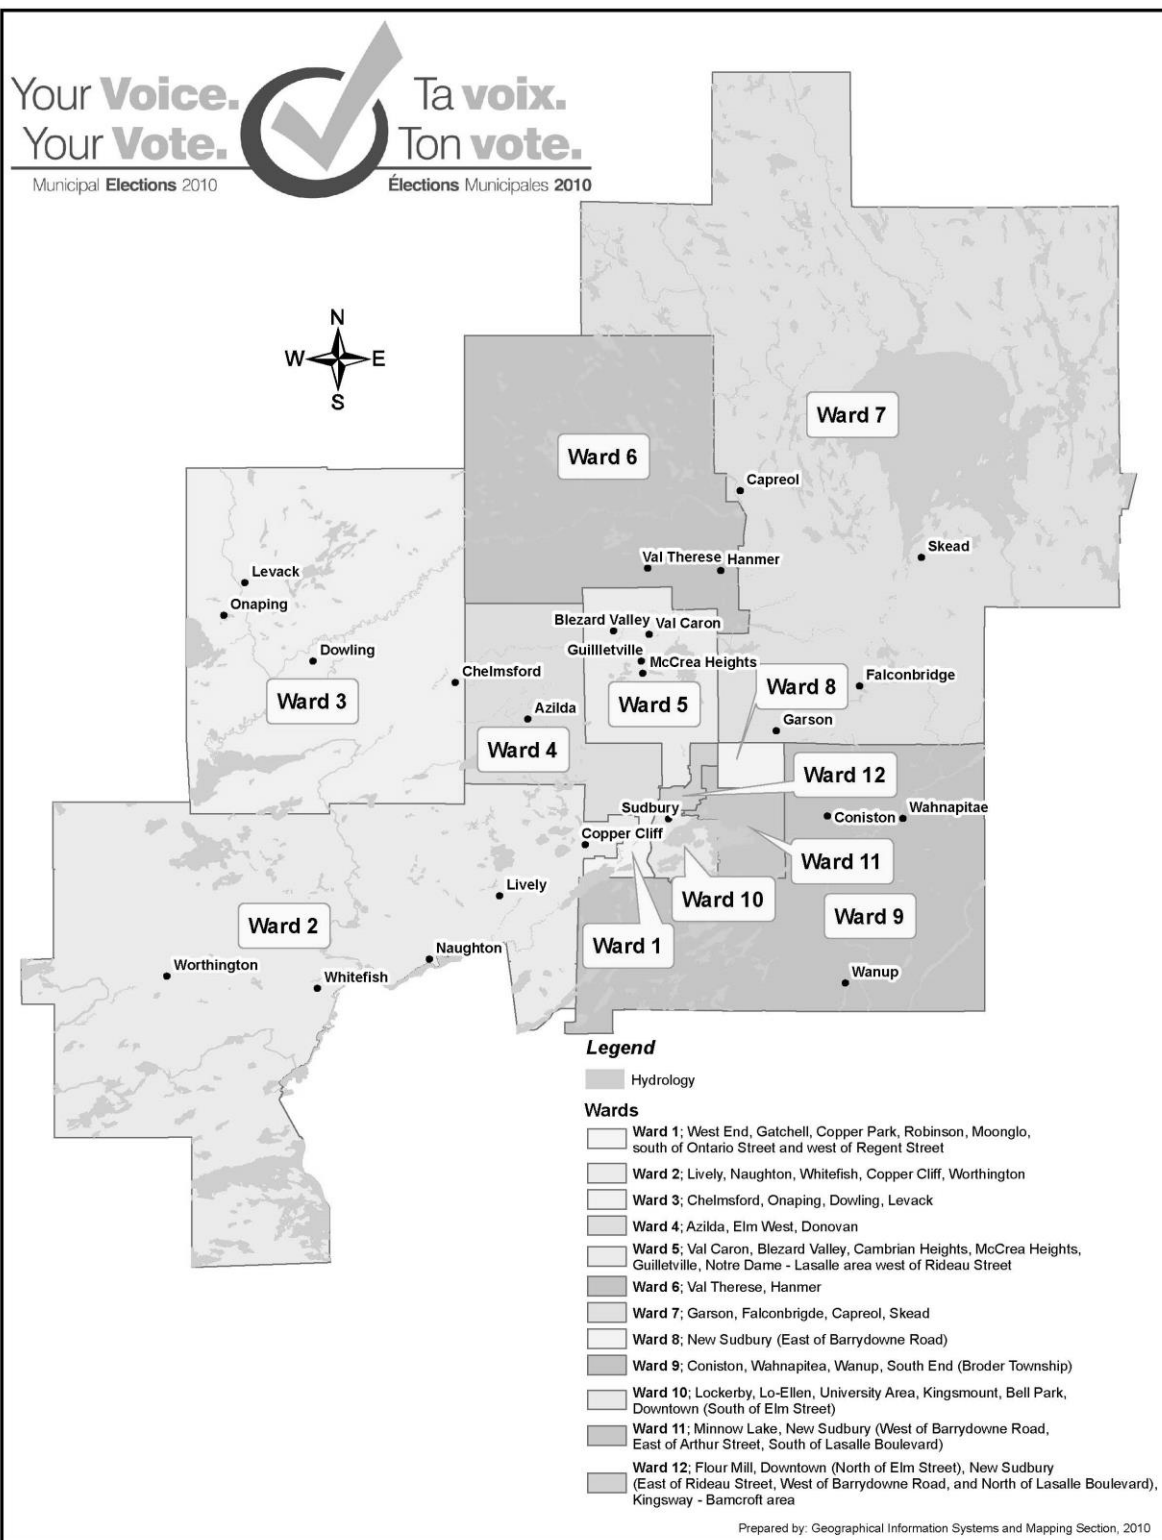 Your Voice.
Your Vote.
Municipal Elections 2010
Ta voix.
Ton vote.
Élections Municipales 2010
N
W E
S
Ward 7
Ward 6
Capreol
Skead
Val Therese
Hanmer
Levack
Onaping
Blezard Valley
Val Caron
Guillletville
McCrea Heights
Dowling
Chelmsford
Falconbridge
Ward 8
Ward 3
Ward 5
Azilda
Garson
Ward 4
Ward 12
Sudbury
Wahnapitae
Coniston
Copper Cliff
Ward 11
Lively
Ward 10
Ward 2
Ward 9
Ward 1
Naughton
Worthington
Whitefish
Wanup
Legend
Hydrology
Wards
Ward 1; West End, Gatchell, Copper Park, Robinson, Moonglo,
south of Ontario Street and west of Regent Street
Ward 2; Lively, Naughton, Whitefish, Copper Cliff, Worthington
Ward 3; Chelmsford, Onaping, Dowling, Levack
Ward 4; Azilda, Elm West, Donovan
Ward 5; Val Caron, Blezard Valley, Cambrian Heights, McCrea Heights,
Guilletville, Notre Dame - Lasalle area west of Rideau Street
Ward 6; Val Therese, Hanmer
Ward 7; Garson, Falconbrigde, Capreol, Skead
Ward 8; New Sudbury (East of Barrydowne Road)
Ward 9; Coniston, Wahnapitea, Wanup, South End (Broder Township)
Ward 10; Lockerby, Lo-Ellen, University Area, Kingsmount, Bell Park,
Downtown (South of Elm Street)
Ward 11; Minnow Lake, New Sudbury (West of Barrydowne Road,
East of Arthur Street, South of Lasalle Boulevard)
Ward 12; Flour Mill, Downtown (North of Elm Street), New Sudbury
(East of Rideau Street, West of Barrydowne Road, and North of Lasalle Boulevard),
Kingsway - Bamcroft area
Prepared by: Geographical Information Systems and Mapping Section, 2010